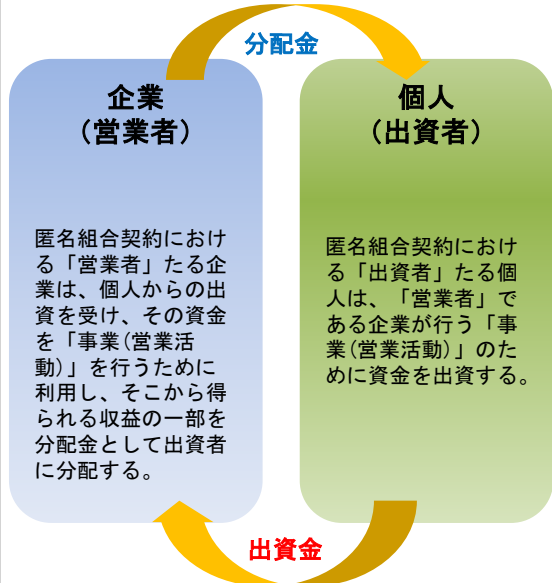 分配金
企業
（営業者）
匿名組合契約におけ
る「営業者」たる企
業は、個人からの出
資を受け、その資金
を「事業(営業活
動)」を行うために
利用し、そこから得
られる収益の一部を
分配金として出資者
に分配する。
個人
（出資者）
匿名組合契約におけ
る「出資者」たる個
人は、「営業者」で
ある企業が行う「事
業(営業活動)」のた
めに資金を出資する。
出資金